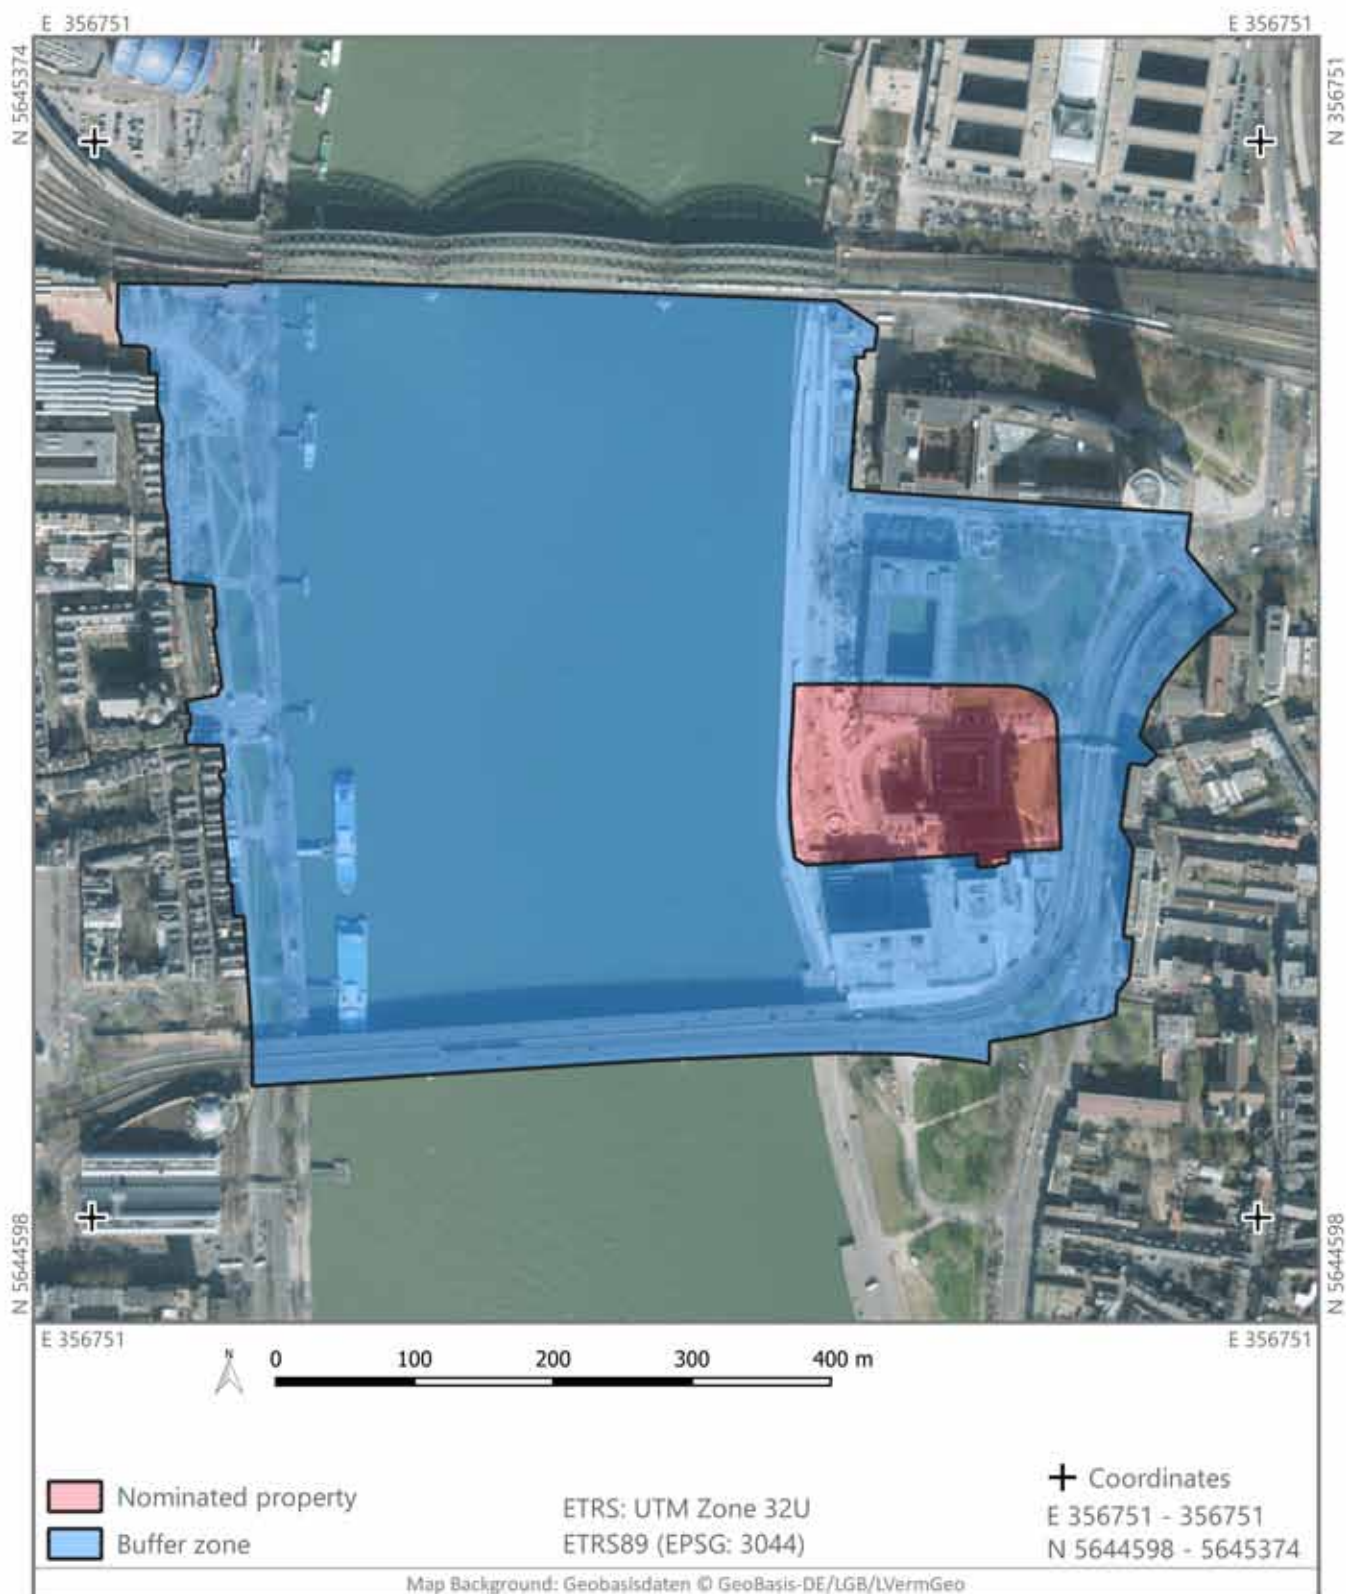 E 356751
E 356751
N 5645374
N 356751
N 5644598
N 5644598
E 356751
E 356751
N
0 100 200 300 400 m
Nominated property
Buffer zone
ETRS: UTM Zone 32U
ETRS89 (EPSG: 3044)
Coordinates
E 356751 - 356751
N 5644598 - 5645374
Map Background: Geobasisdaten © GeoBasis-DE/LGB/LVermGeo